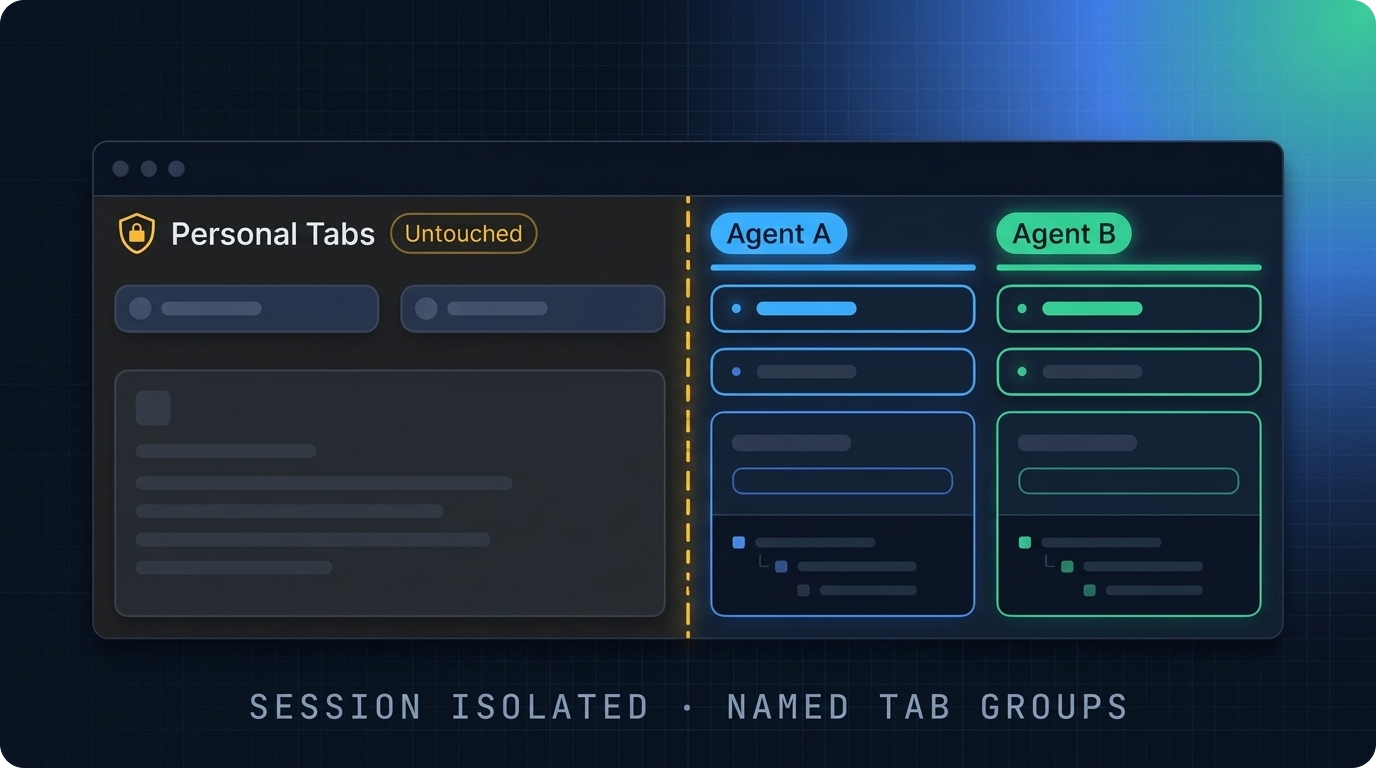 Personal Tabs Untouched
Agent A
Agent B
SESSION ISOLATED · NAMED TAB GROUPS